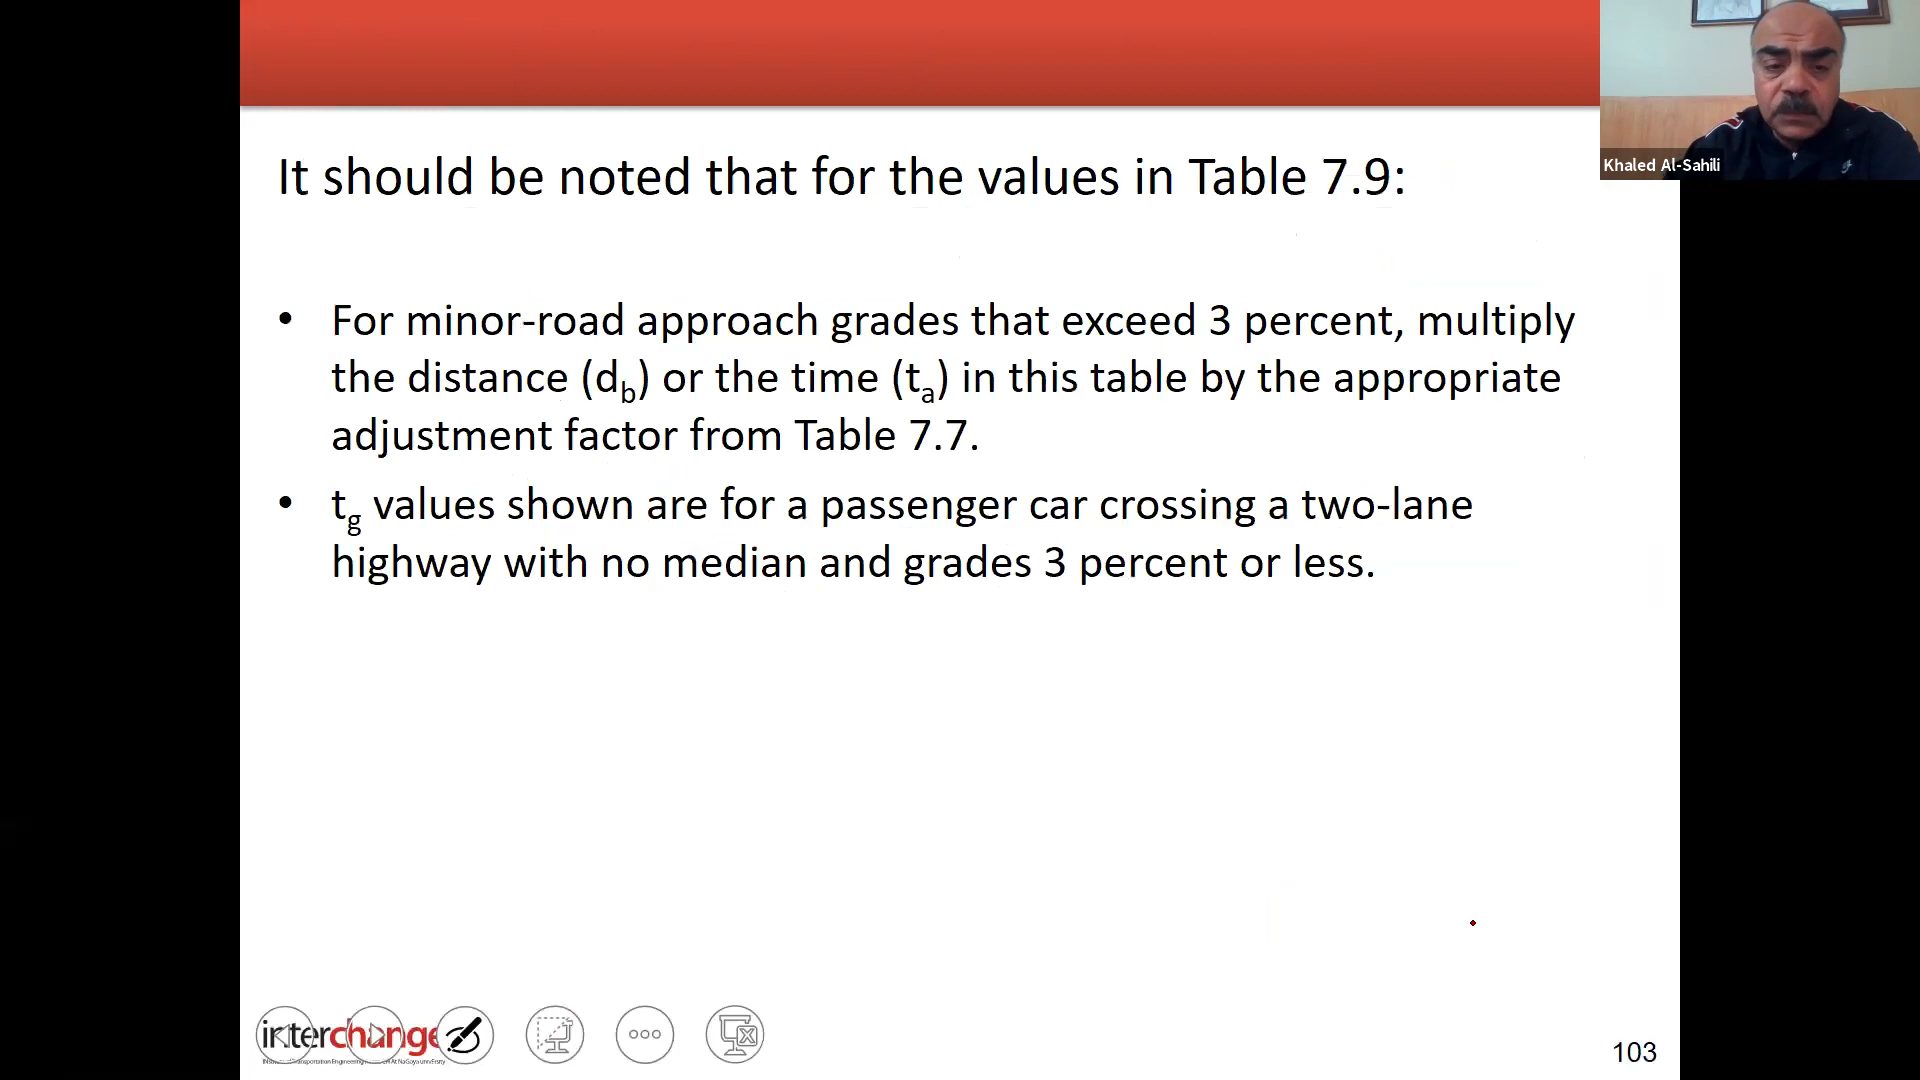 Khaled Al-Sahili
It should be noted that for the values in Table 7.9:
• For minor-road approach grades that exceed 3 percent, multiply
the distance (db) or the time (ta) in this table by the appropriate
adjustment factor from Table 7.7.
• tg values shown are for a passenger car crossing a two-lane
highway with no median and grades 3 percent or less.
interchange
103